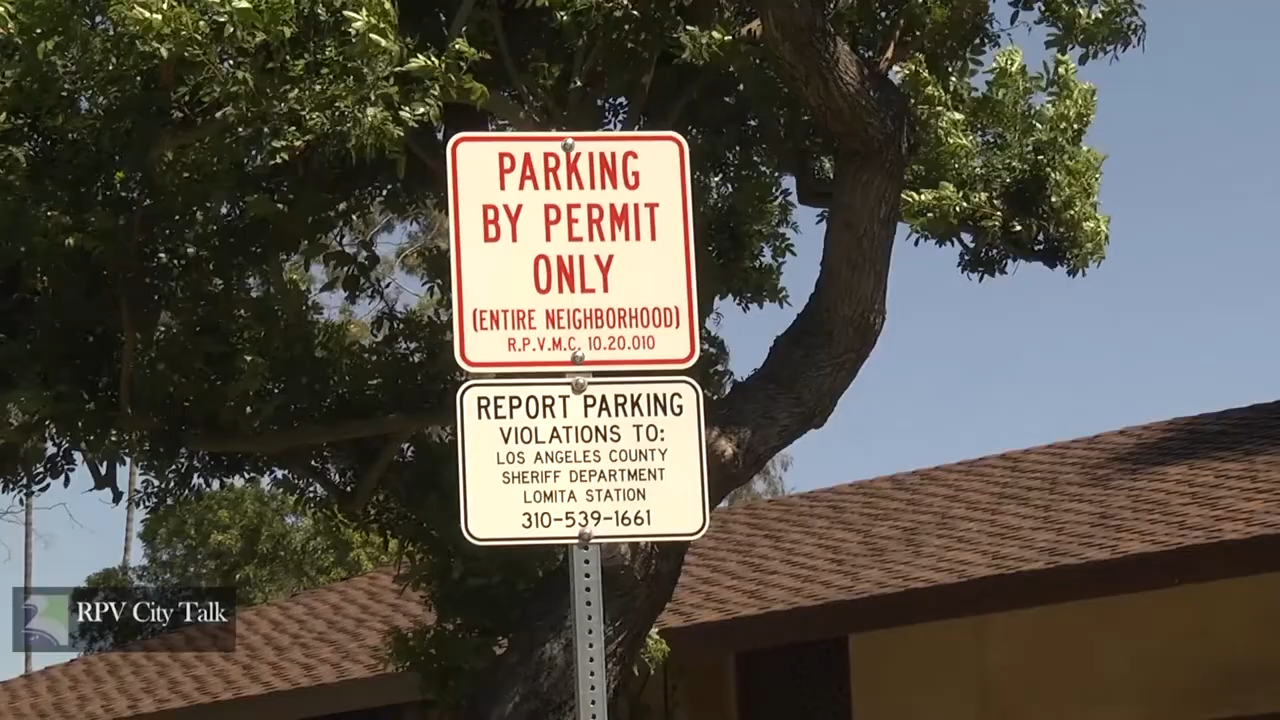 PARKING
BY PERMIT
ONLY
(ENTIRE NEIGHBORHOOD)
R.P.V.M.C. 10.20.010
REPORT PARKING
VIOLATIONS TO:
LOS ANGELES COUNTY
SHERIFF DEPARTMENT
LOMITA STATION
310-539-1661
RPV City Talk